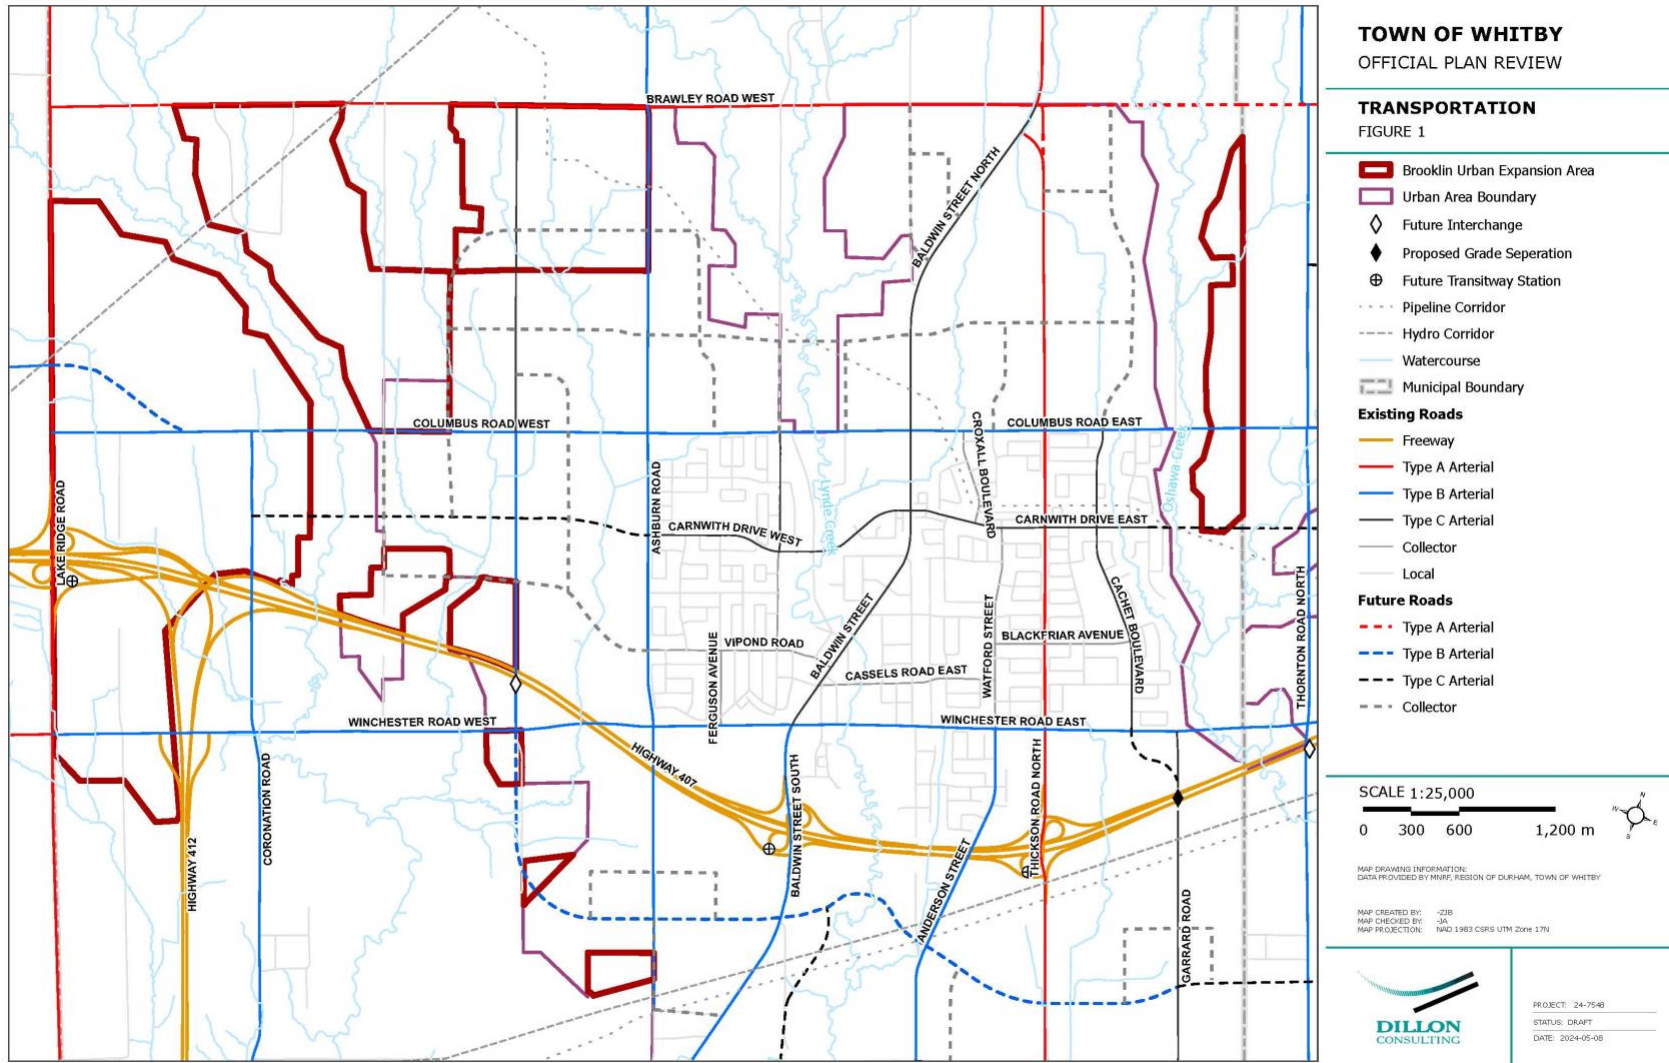 BRAWLEY ROAD WEST
BALDWIN STREET NORTH
COLUMBUS ROAD WEST
CROXALL BOULEVARD
COLUMBUS ROAD EAST
Oshawa Creek
LAKE RIDGE ROAD
ASHBURN ROAD
Lynde Creek
CARNWITH DRIVE WEST
CARNWITH DRIVE EAST
THORNTON ROAD NORTH
BALDWIN STREET
WATFORD STREET
CACHET BOULEVARD
FERGUSON AVENUE
VIPOND ROAD
BLACKFRIAR AVENUE
CASSELS ROAD EAST
WINCHESTER ROAD WEST
WINCHESTER ROAD EAST
HIGHWAY 407
CORONATION ROAD
BALDWIN STREET SOUTH
THICKSON ROAD NORTH
HIGHWAY 412
ANDERSON STREET
GARRARD ROAD
TOWN OF WHITBY
OFFICIAL PLAN REVIEW
TRANSPORTATION
FIGURE 1
Brooklin Urban Expansion Area
Urban Area Boundary
Future Interchange
Proposed Grade Seperation
Future Transitway Station
Pipeline Corridor
Hydro Corridor
Watercourse
Municipal Boundary
Existing Roads
Freeway
Type A Arterial
Type B Arterial
Type C Arterial
Collector
Local
Future Roads
Type A Arterial
Type B Arterial
Type C Arterial
Collector
SCALE 1:25,000
0 300 600 1,200 m
N
W E
S
MAP DRAWING INFORMATION:
DATA PROVIDED BY MNRF, REGION OF DURHAM, TOWN OF WHITBY
MAP CREATED BY: -ZJB
MAP CHECKED BY: -JA
MAP PROJECTION: NAD 1983 CSRS UTM Zone 17N
DILLON
CONSULTING
PROJECT: 24-7548
STATUS: DRAFT
DATE: 2024-05-08